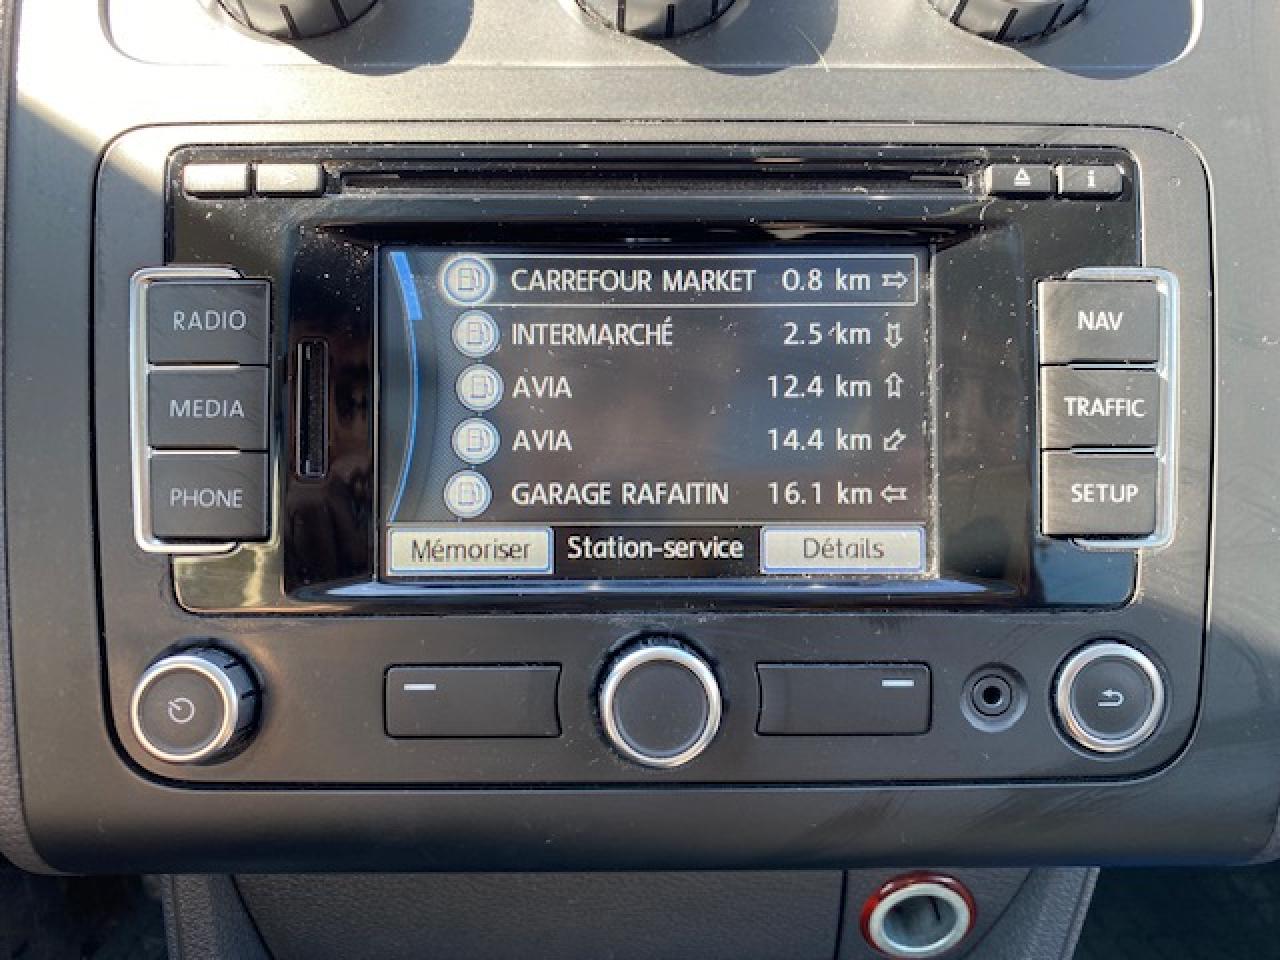 i
RADIO
MEDIA
PHONE
CARREFOUR MARKET 0.8 km
INTERMARCHÉ 2.5 km
AVIA 12.4 km
AVIA 14.4 km
GARAGE RAFAITIN 16.1 km
Mémoriser Station-service Détails
NAV
TRAFFIC
SETUP